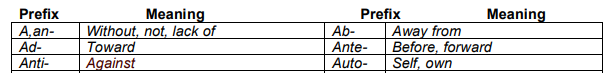 Prefix Meaning Prefix Meaning
A,an- Without, not, lack of Ab- Away from
Ad- Toward Ante- Before, forward
Anti- Against Auto- Self, own